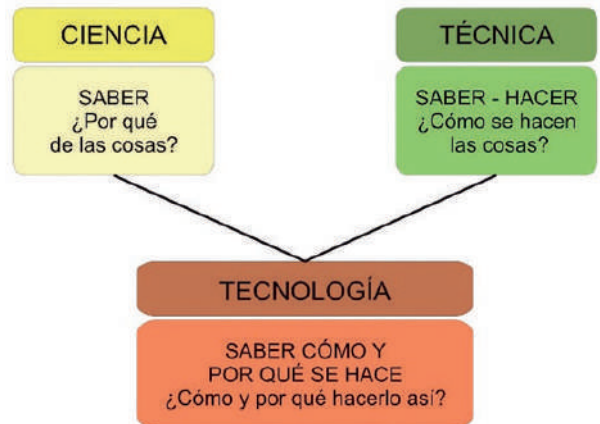 CIENCIA
SABER
¿Por qué
de las cosas?
TÉCNICA
SABER - HACER
¿Cómo se hacen
las cosas?
TECNOLOGÍA
SABER CÓMO Y
POR QUÉ SE HACE
¿Cómo y por qué hacerlo así?